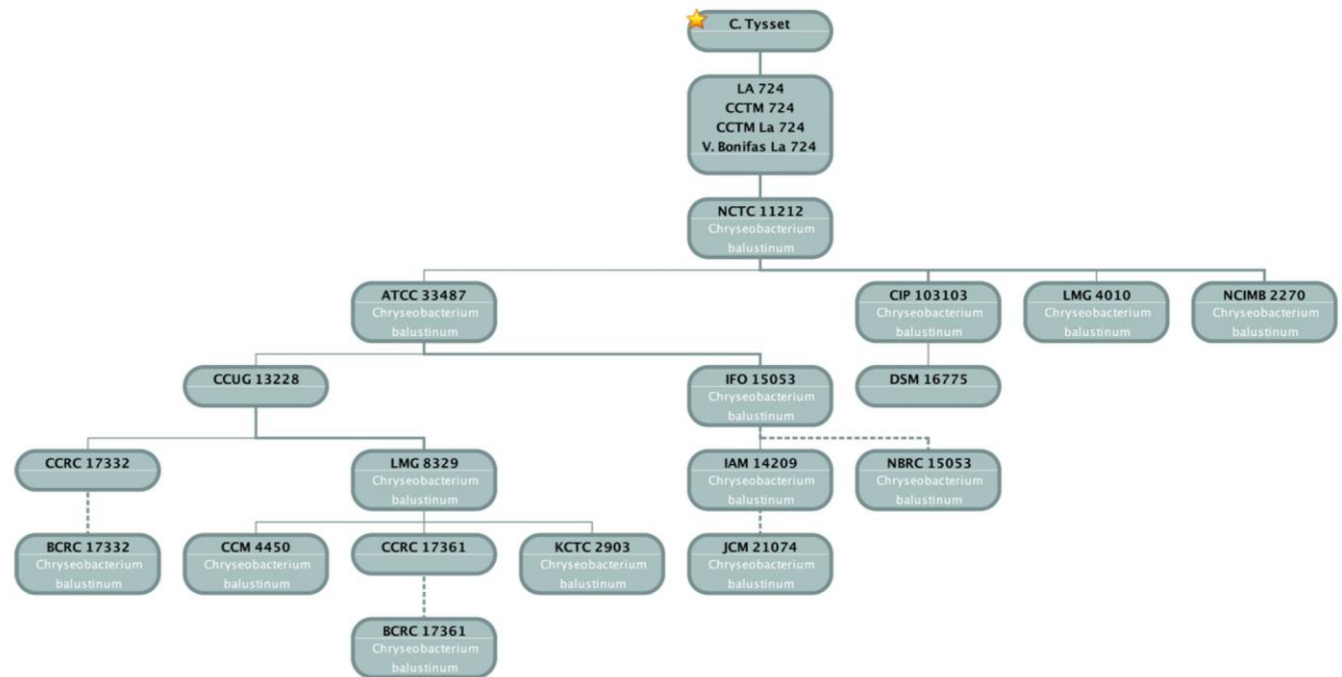 C. Tysset
LA 724
CCTM 724
CCTM La 724
V. Bonifas La 724
NCTC 11212
Chryseobacterium
balustinum
ATCC 33487
Chryseobacterium
balustinum
CIP 103103
Chryseobacterium
balustinum
LMG 4010
Chryseobacterium
balustinum
NCIMB 2270
Chryseobacterium
balustinum
CCUG 13228
IFO 15053
Chryseobacterium
balustinum
DSM 16775
CCRC 17332
LMG 8329
Chryseobacterium
balustinum
IAM 14209
Chryseobacterium
balustinum
NBRC 15053
Chryseobacterium
balustinum
BCRC 17332
Chryseobacterium
balustinum
CCM 4450
Chryseobacterium
balustinum
CCRC 17361
KCTC 2903
Chryseobacterium
balustinum
JCM 21074
Chryseobacterium
balustinum
BCRC 17361
Chryseobacterium
balustinum